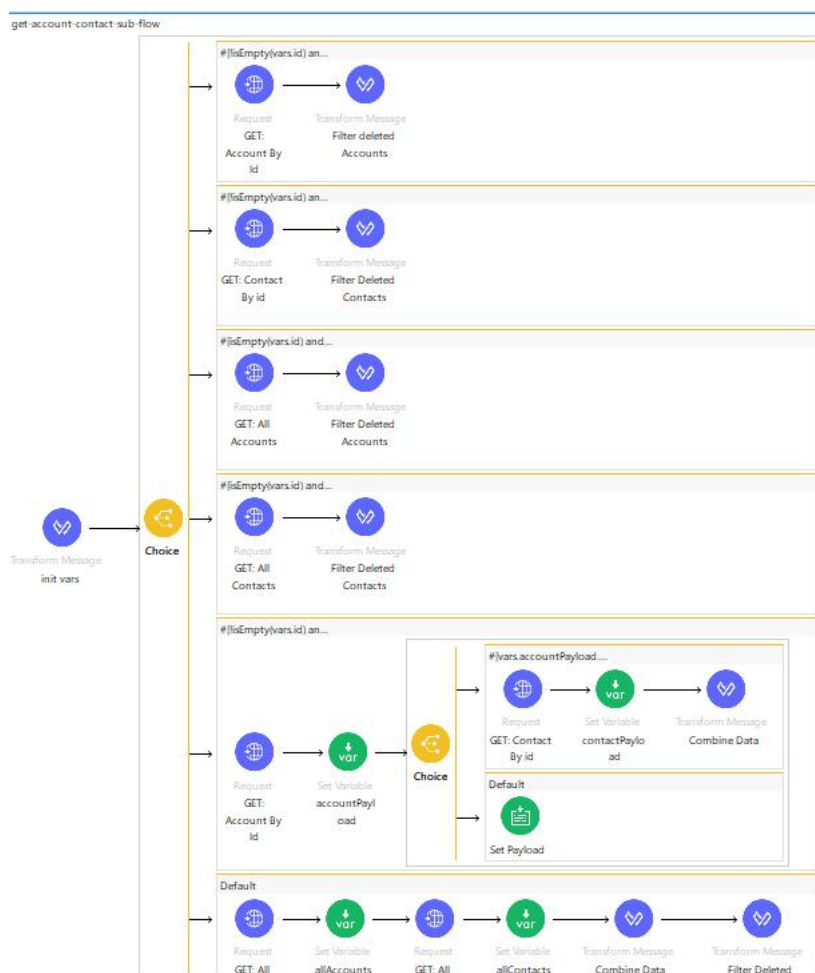 get-account-contact-sub-flow
#[!isEmpty(vars.id) an...
Request
Transform Message
GET:
Account By
Id
Filter deleted
Accounts
#[!isEmpty(vars.id) an...
Request
Transform Message
GET: Contact
By id
Filter Deleted
Contacts
#[isEmpty(vars.id) and...
Request
Transform Message
GET: All
Accounts
Filter Deleted
Accounts
#[isEmpty(vars.id) and...
Request
Transform Message
GET: All
Contacts
Filter Deleted
Contacts
Transform Message
init vars
Choice
#[!isEmpty(vars.id) an...
Request
GET:
Account By
Id
Set Variable
accountPayl
oad
Choice
#[vars.accountPayload....
Request
GET: Contact
By id
Set Variable
contactPaylo
ad
Transform Message
Combine Data
Default
Set Payload
Default
Request
GET: All
Set Variable
allAccounts
Request
GET: All
Set Variable
allContacts
Transform Message
Combine Data
Transform Message
Filter Deleted